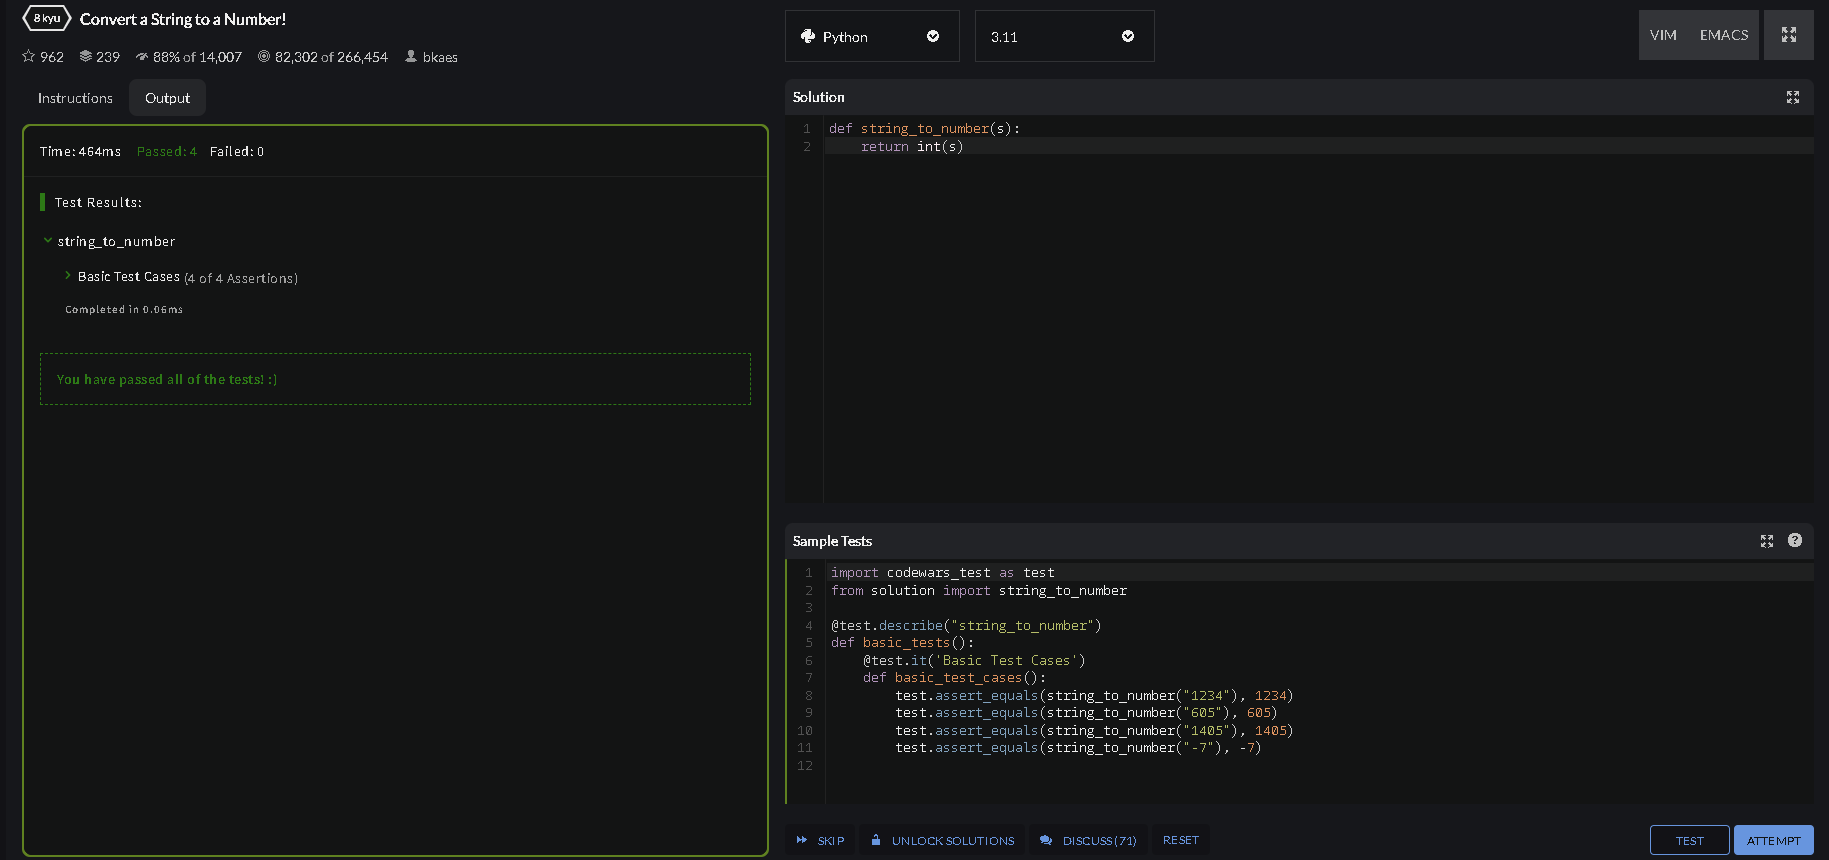 8 kyu Convert a String to a Number!
962 239 88% of 14,007 82,302 of 266,454 bkaes
Instructions Output
Time: 464ms Passed: 4 Failed: 0
Test Results:
string_to_number
Basic Test Cases (4 of 4 Assertions)
Completed in 0.06ms
You have passed all of the tests! :)
Python 3.11
VIM EMACS
Solution
1 def string_to_number(s):
2     return int(s)
Sample Tests
?
1 import codewars_test as test
2 from solution import string_to_number
3
4 @test.describe("string_to_number")
5 def basic_tests():
6     @test.it('Basic Test Cases')
7     def basic_test_cases():
8         test.assert_equals(string_to_number("1234"), 1234)
9         test.assert_equals(string_to_number("605"), 605)
10         test.assert_equals(string_to_number("1405"), 1405)
11         test.assert_equals(string_to_number("-7"), -7)
12
SKIP UNLOCK SOLUTIONS DISCUSS (71) RESET TEST ATTEMPT